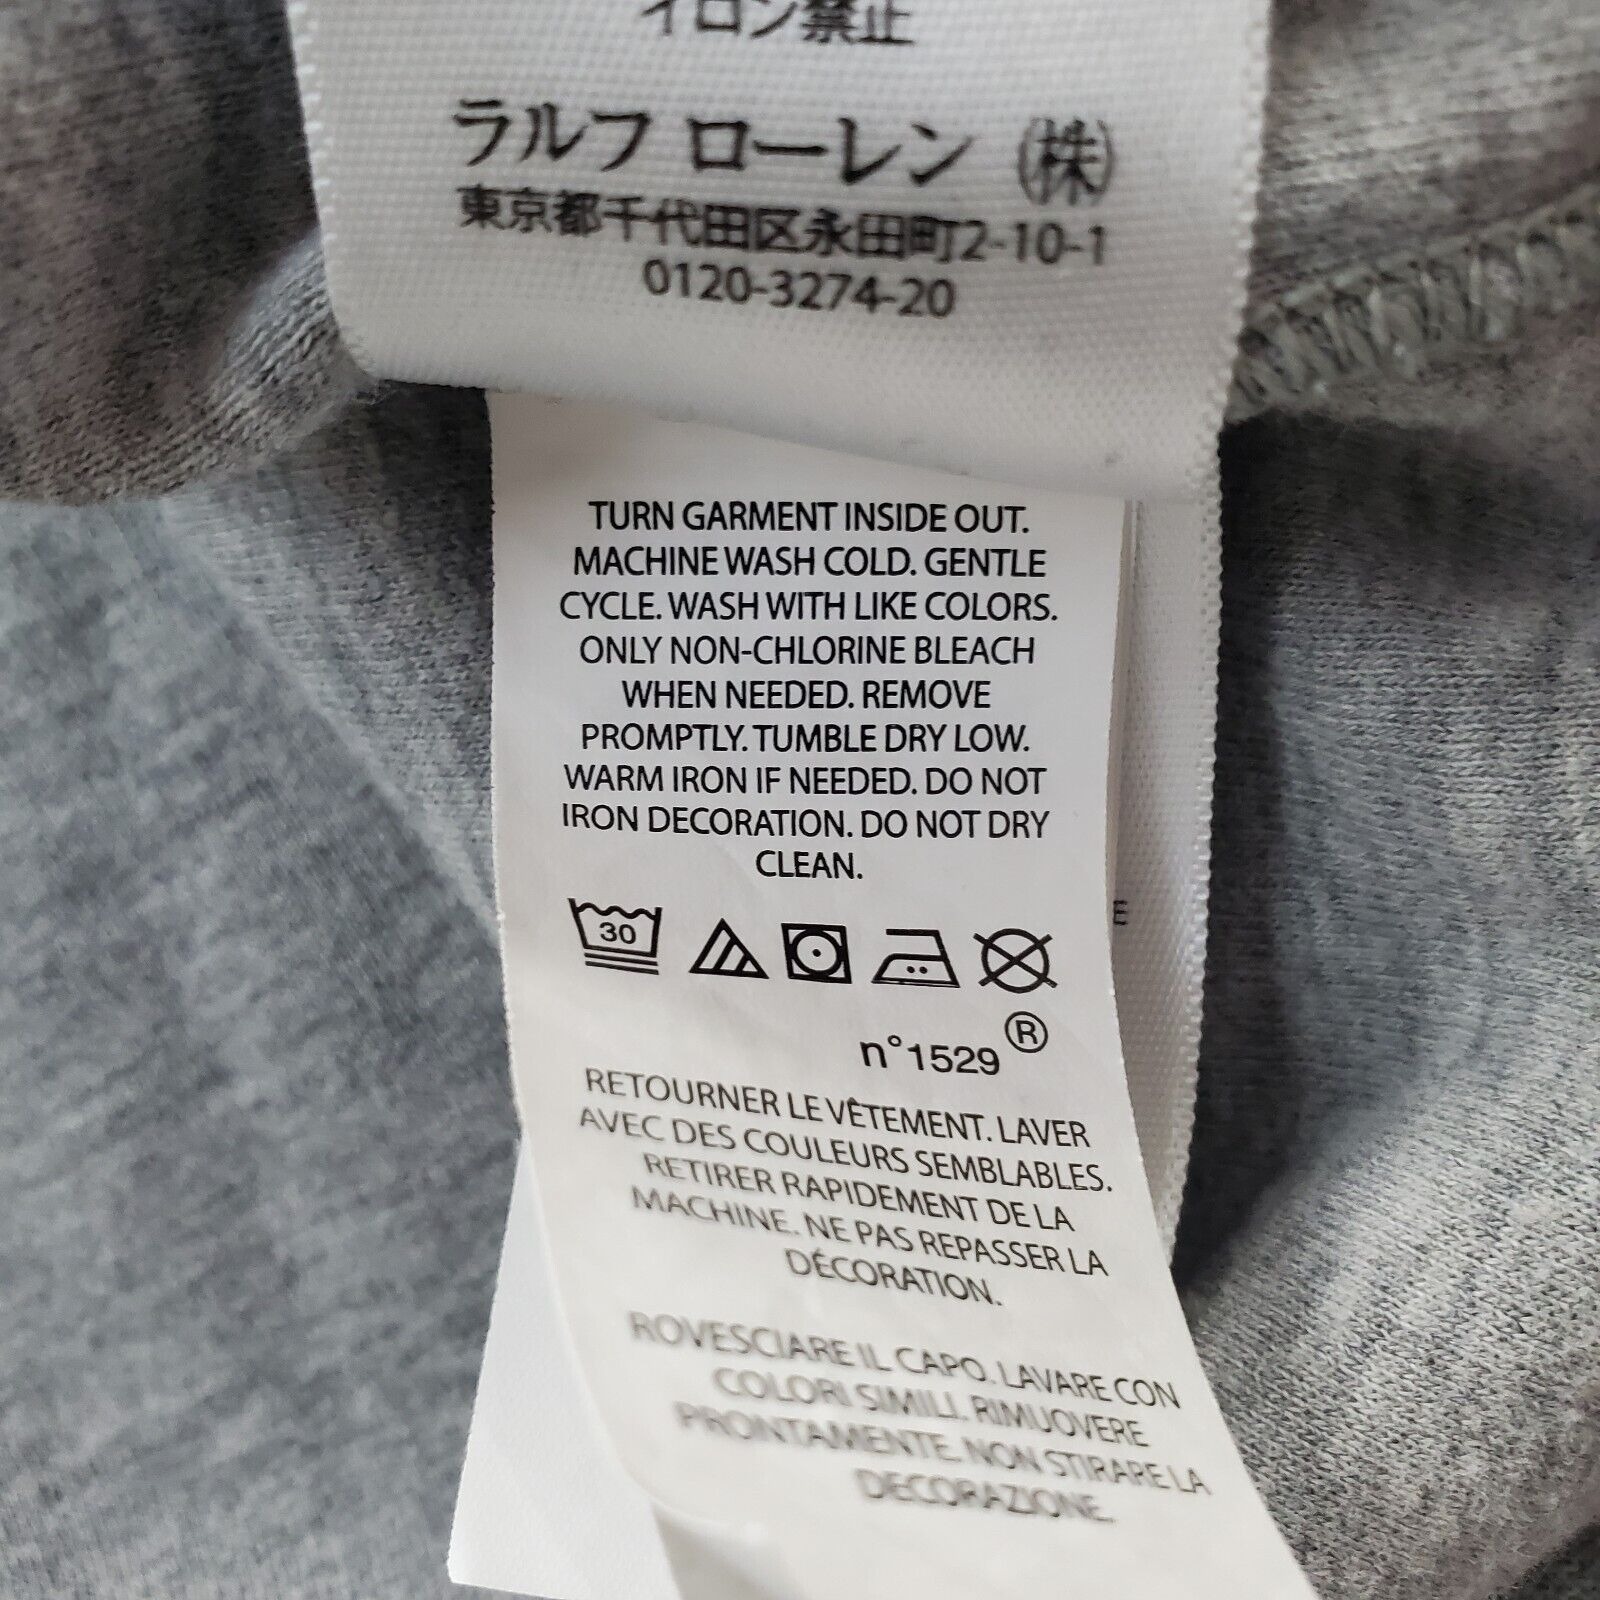 イロン禁止
ラルフ ローレン ㈱
東京都千代田区永田町2-10-1
0120-3274-20
TURN GARMENT INSIDE OUT.
MACHINE WASH COLD. GENTLE
CYCLE. WASH WITH LIKE COLORS.
ONLY NON-CHLORINE BLEACH
WHEN NEEDED. REMOVE
PROMPTLY. TUMBLE DRY LOW.
WARM IRON IF NEEDED. DO NOT
IRON DECORATION. DO NOT DRY
CLEAN.
E
30
n°1529 ®
RETOURNER LE VÊTEMENT. LAVER
AVEC DES COULEURS SEMBLABLES.
RETIRER RAPIDEMENT DE LA
MACHINE. NE PAS REPASSER LA
DÉCORATION.
ROVESCIARE IL CAPO. LAVARE CON
COLORI SIMILI. RIMUOVERE
PRONTAMENTE. NON STIRARE LA
DECORAZIONE.